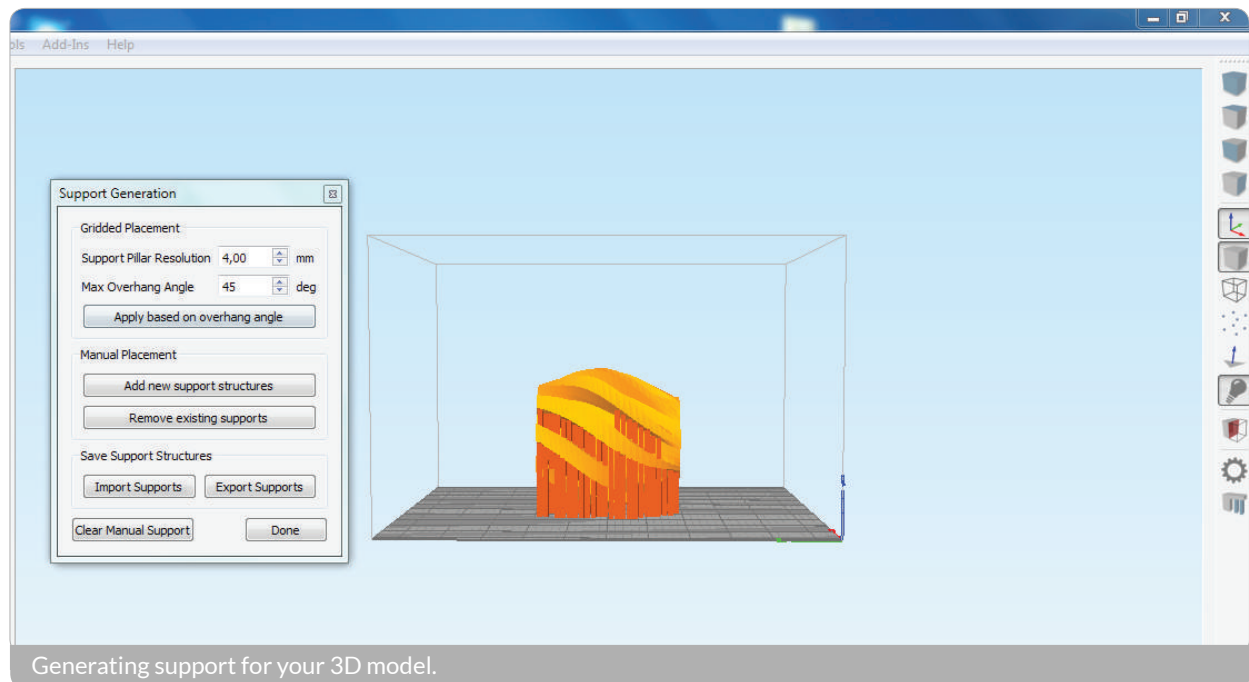 ols Add-Ins Help
Support Generation
Gridded Placement
Support Pillar Resolution 4,00 mm
Max Overhang Angle 45 deg
Apply based on overhang angle
Manual Placement
Add new support structures
Remove existing supports
Save Support Structures
Import Supports Export Supports
Clear Manual Support Done
Generating support for your 3D model.